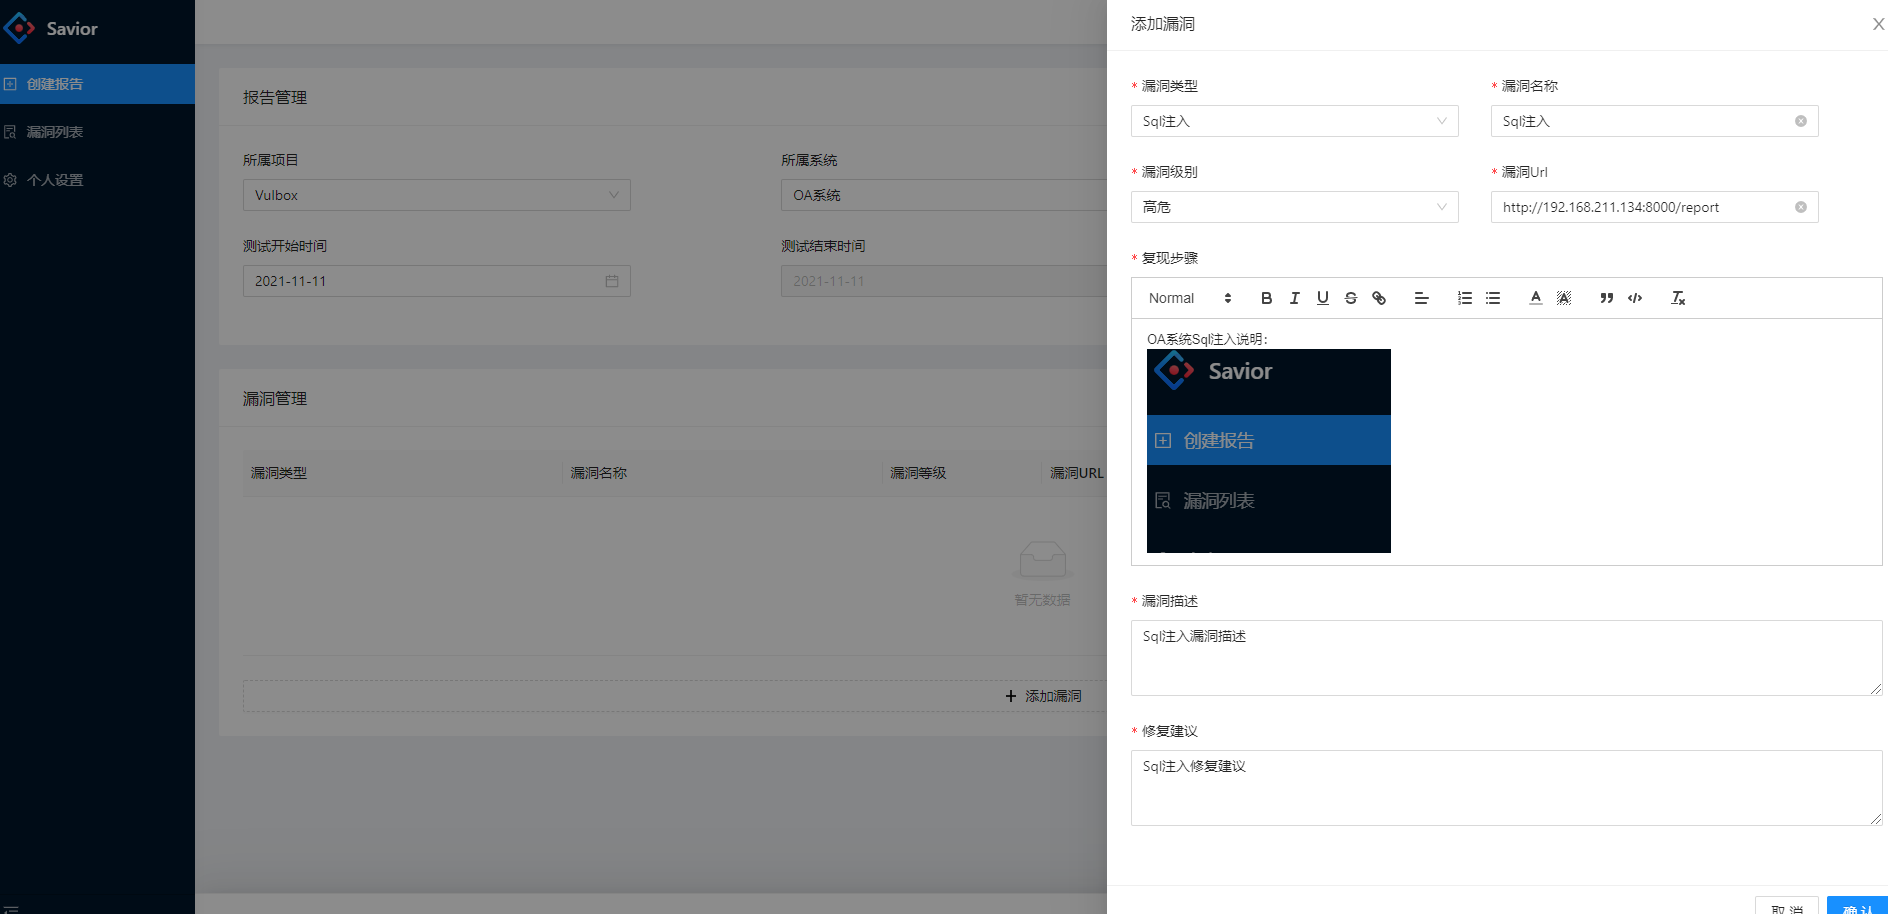 Savior
创建报告
漏洞列表
个人设置
报告管理
所属项目
所属系统
Vulbox
OA系统
测试开始时间
测试结束时间
2021-11-11
2021-11-11
漏洞管理
漏洞类型
漏洞名称
漏洞等级
漏洞URL
暂无数据
+ 添加漏洞
添加漏洞
* 漏洞类型
* 漏洞名称
Sql注入
Sql注入
* 漏洞级别
* 漏洞Url
高危
http://192.168.211.134:8000/report
* 复现步骤
Normal
OA系统Sql注入说明：
Savior
创建报告
漏洞列表
* 漏洞描述
Sql注入漏洞描述
* 修复建议
Sql注入修复建议
取 消
确 认